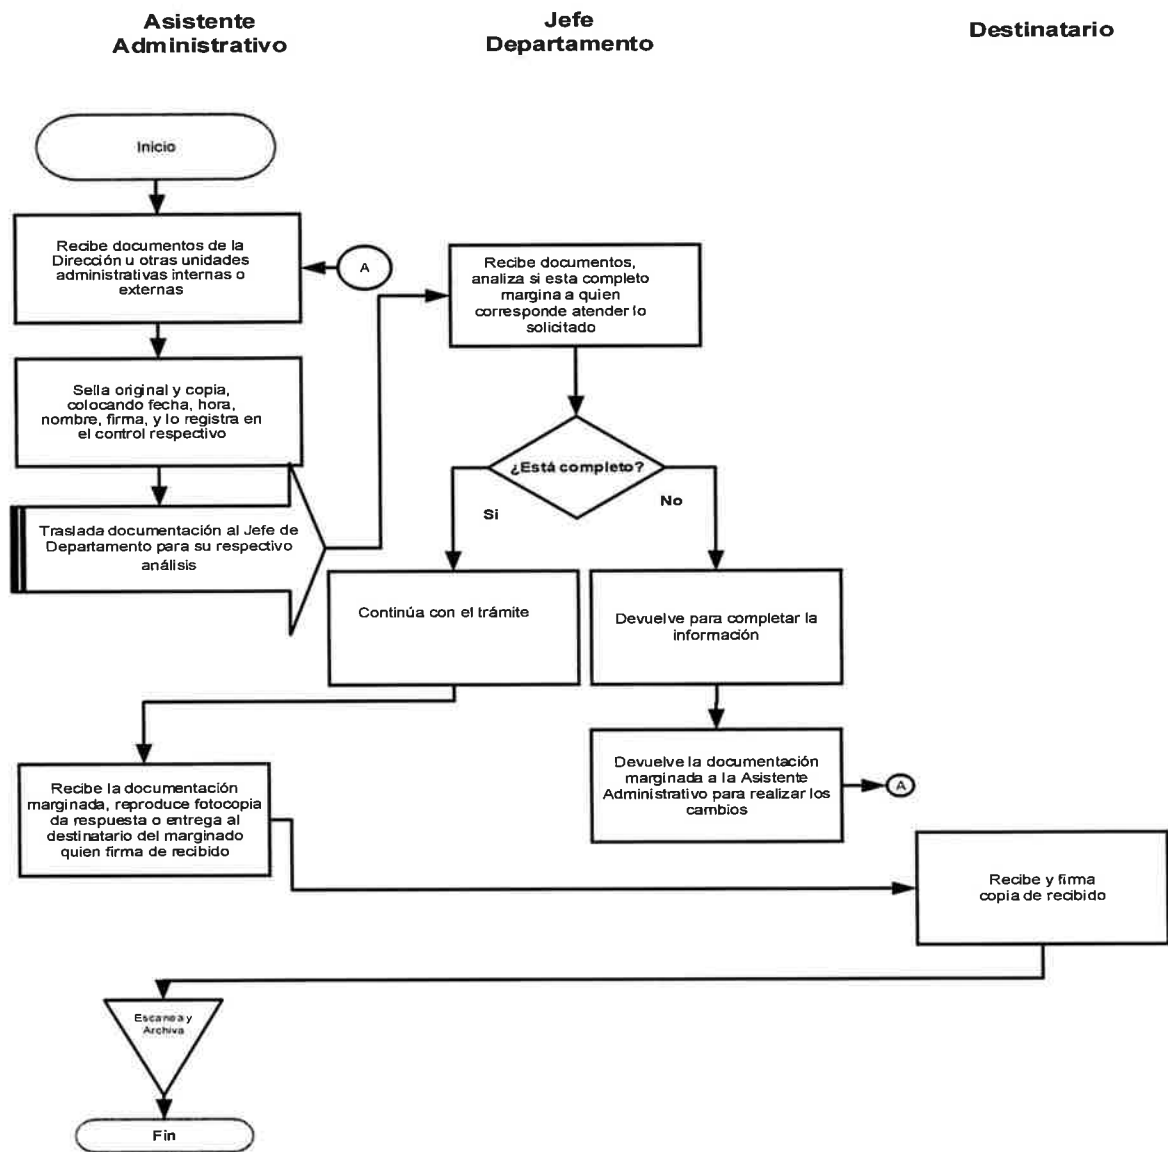 Asistente
Administrativo
Jefe
Departamento
Destinatario
Inicio
Recibe documentos de la
Dirección u otras unidades
administrativas internas o
externas
A
Recibe documentos,
analiza si esta completo
margina a quien
corresponde atender lo
solicitado
Sella original y copia,
colocando fecha, hora,
nombre, firma, y lo registra en
el control respectivo
¿Está completo?
Si
No
Traslada documentación al Jefe de
Departamento para su respectivo
análisis
Continúa con el trámite
Devuelve para completar la
información
Recibe la documentación
marginada, reproduce fotocopia
da respuesta o entrega al
destinatario del marginado
quien firma de recibido
Devuelve la documentación
marginada a la Asistente
Administrativo para realizar los
cambios
A
Recibe y firma
copia de recibido
Escanea y
Archiva
Fin